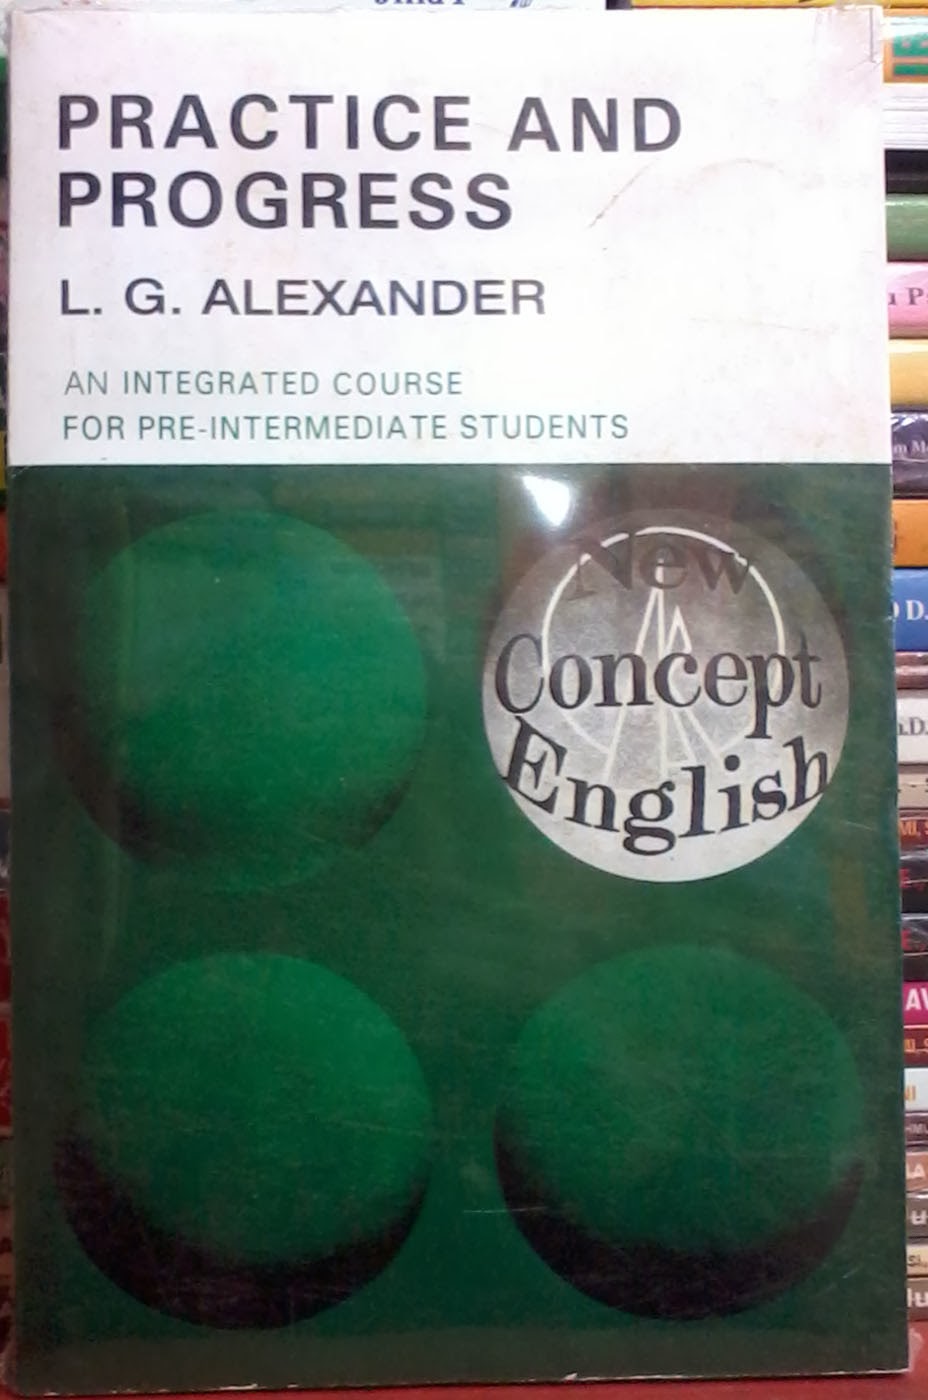 PRACTICE AND
PROGRESS
L. G. ALEXANDER
AN INTEGRATED COURSE
FOR PRE-INTERMEDIATE STUDENTS
New
Concept
English